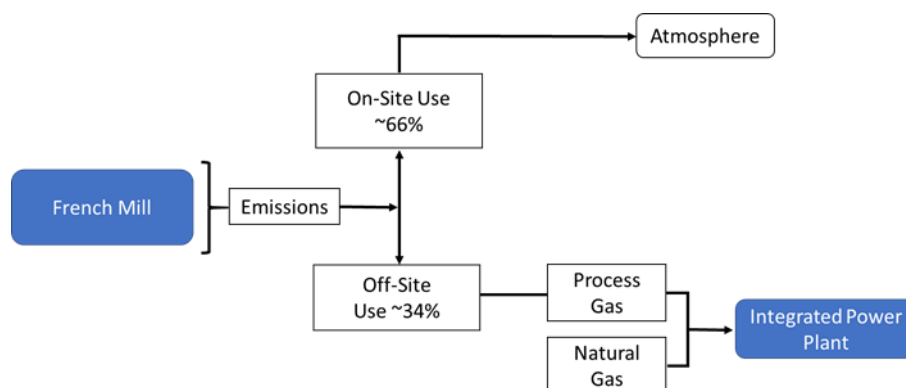 Atmosphere
On-Site Use
~66%
French Mill
Emissions
Off-Site
Use ~34%
Process
Gas
Integrated Power
Plant
Natural
Gas